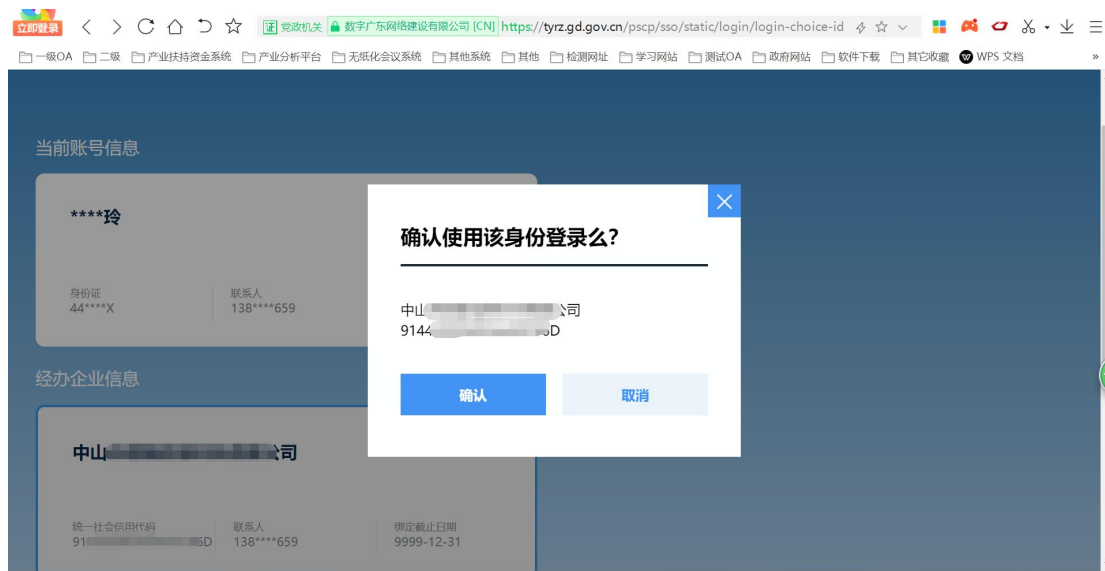 立即登录
证 党政机关 数字广东网络建设有限公司 [CN] https://tyrz.gd.gov.cn/pscp/sso/static/login/login-choice-id
一级OA 二级 产业扶持资金系统 产业分析平台 无纸化会议系统 其他系统 其他 检测网址 学习网站 测试OA 政府网站 软件下载 其它收藏 WPS 文档 »
当前账号信息
****玲
身份证 联系人
44****X 138****659
确认使用该身份登录么?
中山 公司
9144 6D
确认 取消
经办企业信息
中山 公司
统一社会信用代码 联系人 绑定截止日期
91 6D 138****659 9999-12-31